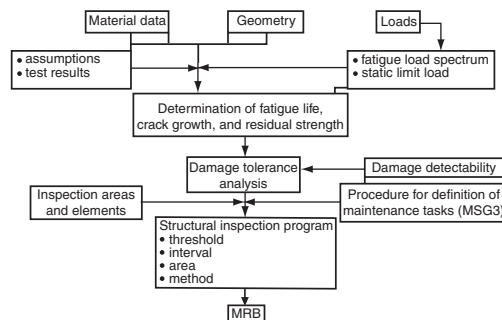 Material data
Geometry
Loads
• assumptions
• test results
• fatigue load spectrum
• static limit load
Determination of fatigue life,
crack growth, and residual strength
Damage tolerance
analysis
Damage detectability
Inspection areas
and elements
Procedure for definition of
maintenance tasks (MSG3)
Structural inspection program
• threshold
• interval
• area
• method
MRB